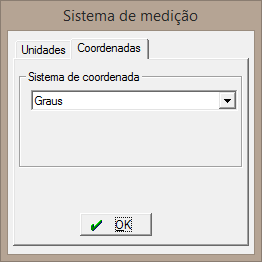 Sistema de medição
Unidades Coordenadas
Sistema de coordenada
Graus
OK